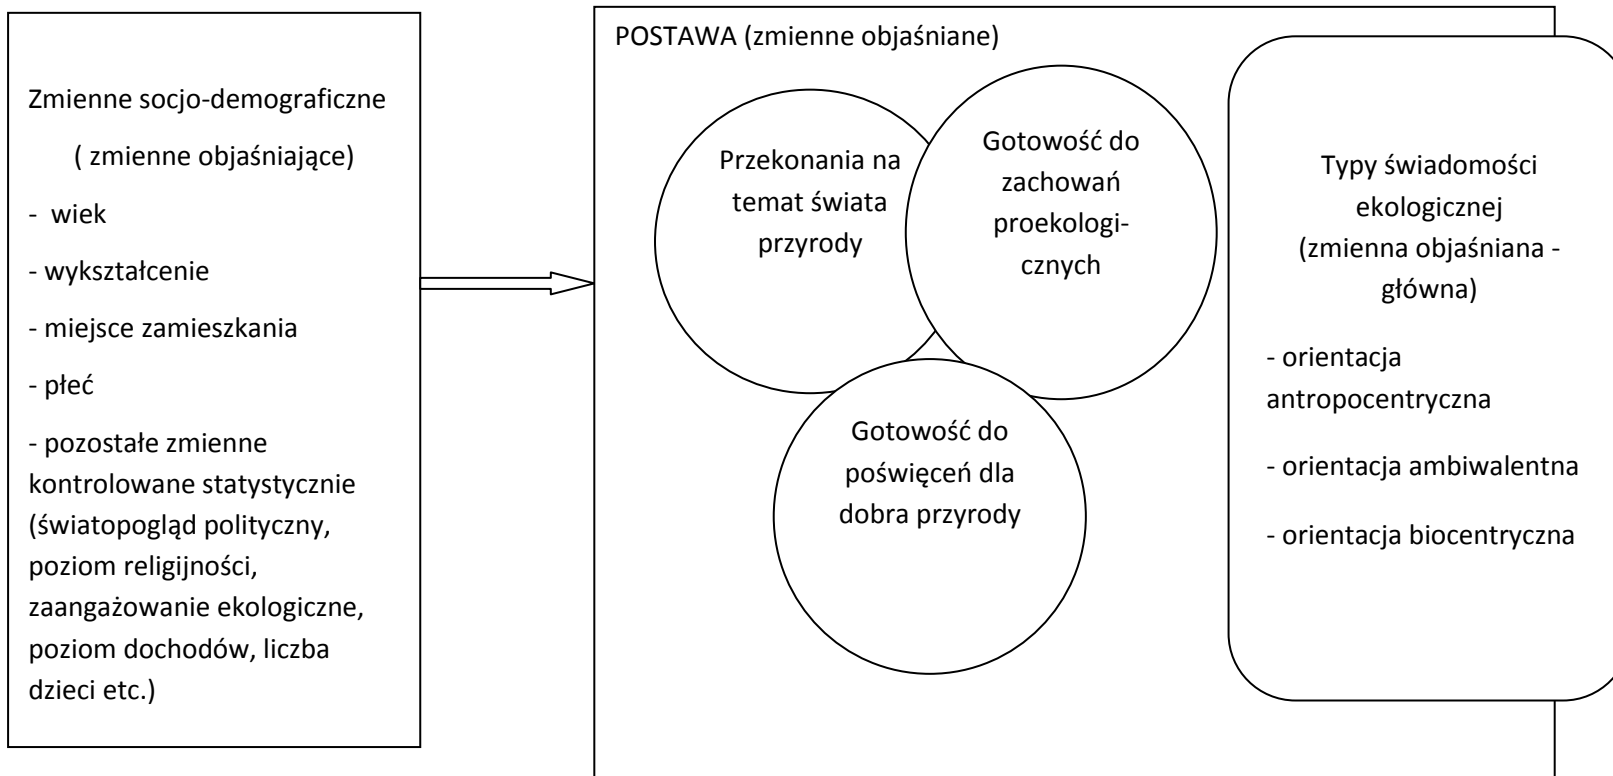 Zmienne socjo-demograficzne
( zmienne objaśniające)
- wiek
- wykształcenie
- miejsce zamieszkania
- płeć
- pozostałe zmienne
kontrolowane statystycznie
(światopogląd polityczny,
poziom religijności,
zaangażowanie ekologiczne,
poziom dochodów, liczba
dzieci etc.)
POSTAWA (zmienne objaśniane)
Przekonania na
temat świata
przyrody
Gotowość do
zachowań
proekologi-
cznych
Gotowość do
poświęceń dla
dobra przyrody
Typy świadomości
ekologicznej
(zmienna objaśniana -
główna)
- orientacja
antropocentryczna
- orientacja ambiwalentna
- orientacja biocentryczna